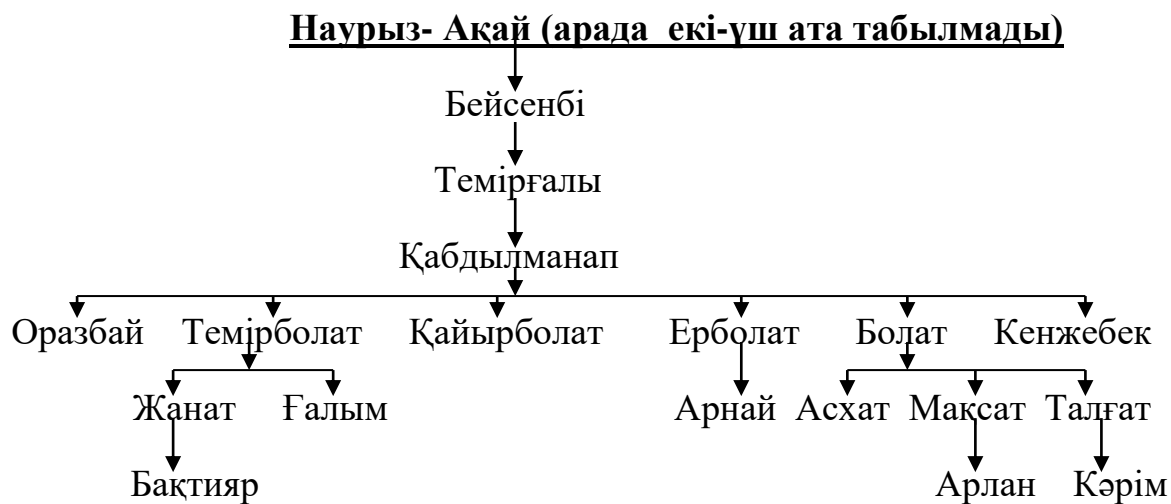 Наурыз- Ақай (арада екі-үш ата табылмады)
Бейсенбі
Темірғалы
Қабдылманап
Оразбай Темірболат Қайырболат Ерболат Болат Кенжебек
Жанат Ғалым Арнай Асхат Мақсат Талғат
Бақтияр Арлан Кәрім